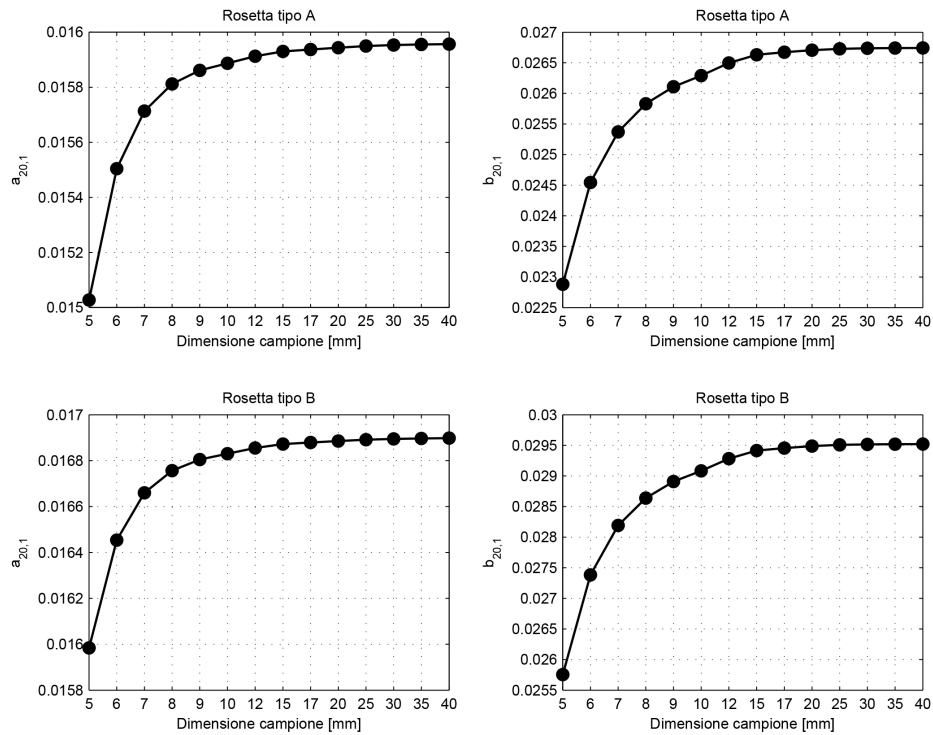 Rosetta tipo A
0.016
0.0158
0.0156
0.0154
0.0152
0.015
a20,1
5 6 7 8 9 10 12 15 17 20 25 30 35 40
Dimensione campione [mm]
Rosetta tipo A
0.027
0.0265
0.026
0.0255
0.025
0.0245
0.024
0.0235
0.023
0.0225
b20,1
5 6 7 8 9 10 12 15 17 20 25 30 35 40
Dimensione campione [mm]
Rosetta tipo B
0.017
0.0168
0.0166
0.0164
0.0162
0.016
0.0158
a20,1
5 6 7 8 9 10 12 15 17 20 25 30 35 40
Dimensione campione [mm]
Rosetta tipo B
0.03
0.0295
0.029
0.0285
0.028
0.0275
0.027
0.0265
0.026
0.0255
b20,1
5 6 7 8 9 10 12 15 17 20 25 30 35 40
Dimensione campione [mm]